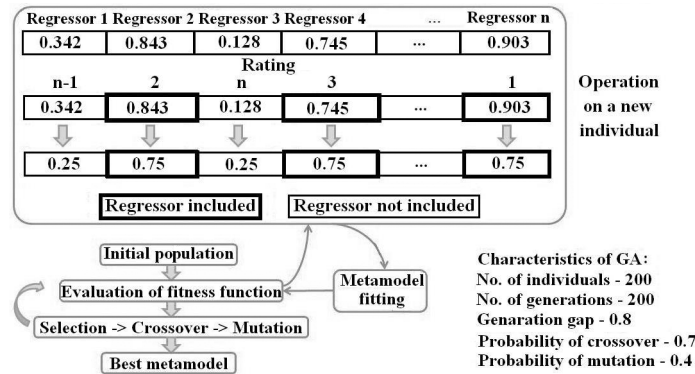 Regressor 1 Regressor 2 Regressor 3 Regressor 4 ... Regressor n
0.342 0.843 0.128 0.745 ... 0.903
Rating
n-1 2 n 3 ... 1
0.342 0.843 0.128 0.745 ... 0.903
0.25 0.75 0.25 0.75 ... 0.75
Regressor included Regressor not included
Operation
on a new
individual
Initial population
Evaluation of fitness function
Selection -> Crossover -> Mutation
Best metamodel
Metamodel
fitting
Characteristics of GA:
No. of individuals - 200
No. of generations - 200
Genaration gap - 0.8
Probability of crossover - 0.7
Probability of mutation - 0.4